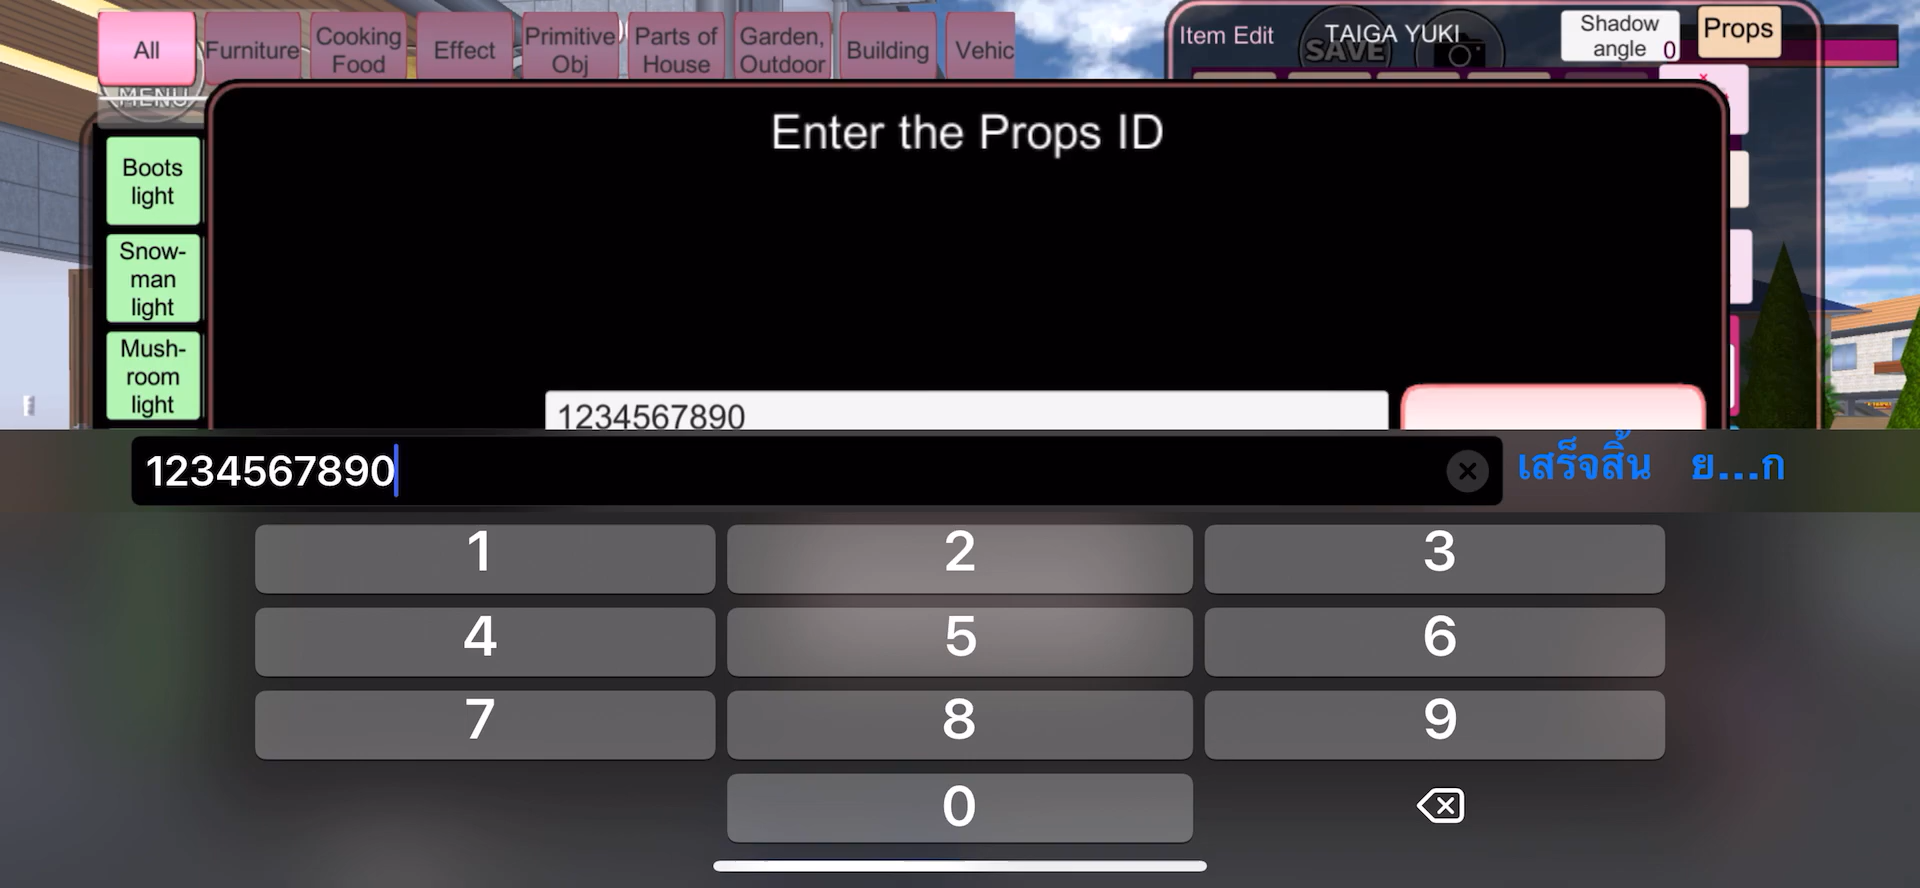 All
Furniture
Cooking
Food
Effect
Primitive
Obj
Parts of
House
Garden,
Outdoor
Building
Vehic
Item Edit
TAIGA YUKI
SAVE
Shadow
angle 0
Props
MENU
Enter the Props ID
Boots
light
Snow-
man
light
Mush-
room
light
1234567890
1234567890
เสร็จสิ้น ย...ก
1 2 3
4 5 6
7 8 9
0